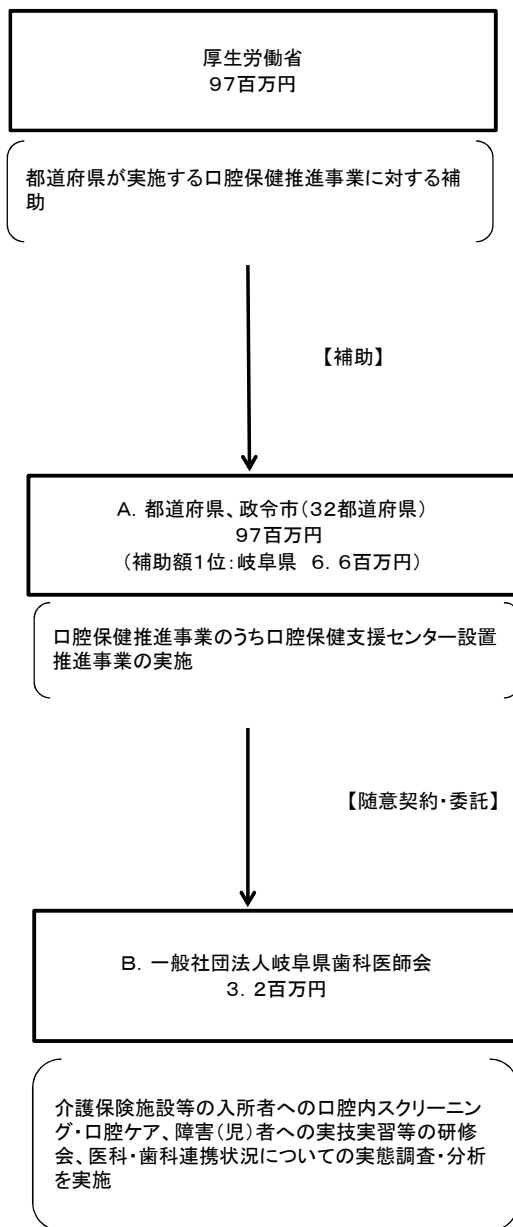 厚生労働省
９７百万円
都道府県が実施する口腔保健推進事業に対する補
助
【補助】
A．都道府県、政令市（３２都道府県）
９７百万円
（補助額１位：岐阜県　６．６百万円）
口腔保健推進事業のうち口腔保健支援センター設置
推進事業の実施
【随意契約・委託】
B．一般社団法人岐阜県歯科医師会
３．２百万円
介護保険施設等の入所者への口腔内スクリーニン
グ・口腔ケア、障害（児）者への実技実習等の研修
会、医科・歯科連携状況についての実態調査・分析
を実施